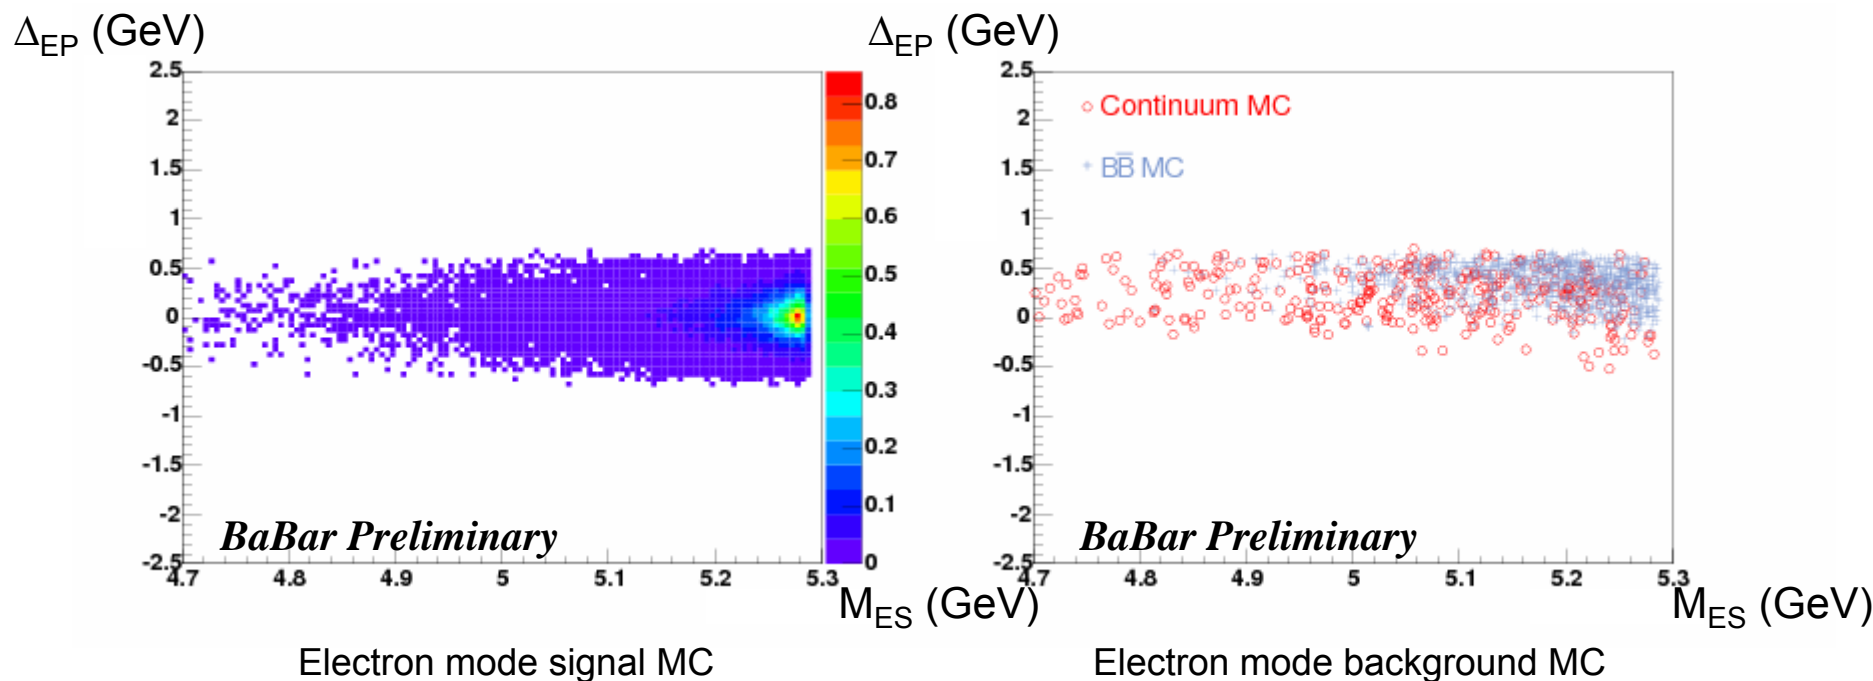 Δ_EP (GeV)
2.5
2
1.5
1
0.5
0
-0.5
-1
-1.5
-2
-2.5
BaBar Preliminary
4.7 4.8 4.9 5 5.1 5.2 5.3
0.8
0.7
0.6
0.5
0.4
0.3
0.2
0.1
0
M_ES (GeV)
Electron mode signal MC
Δ_EP (GeV)
2.5
2
1.5
1
0.5
0
-0.5
-1
-1.5
-2
-2.5
Continuum MC
BB̅ MC
BaBar Preliminary
4.7 4.8 4.9 5 5.1 5.2 5.3
M_ES (GeV)
Electron mode background MC